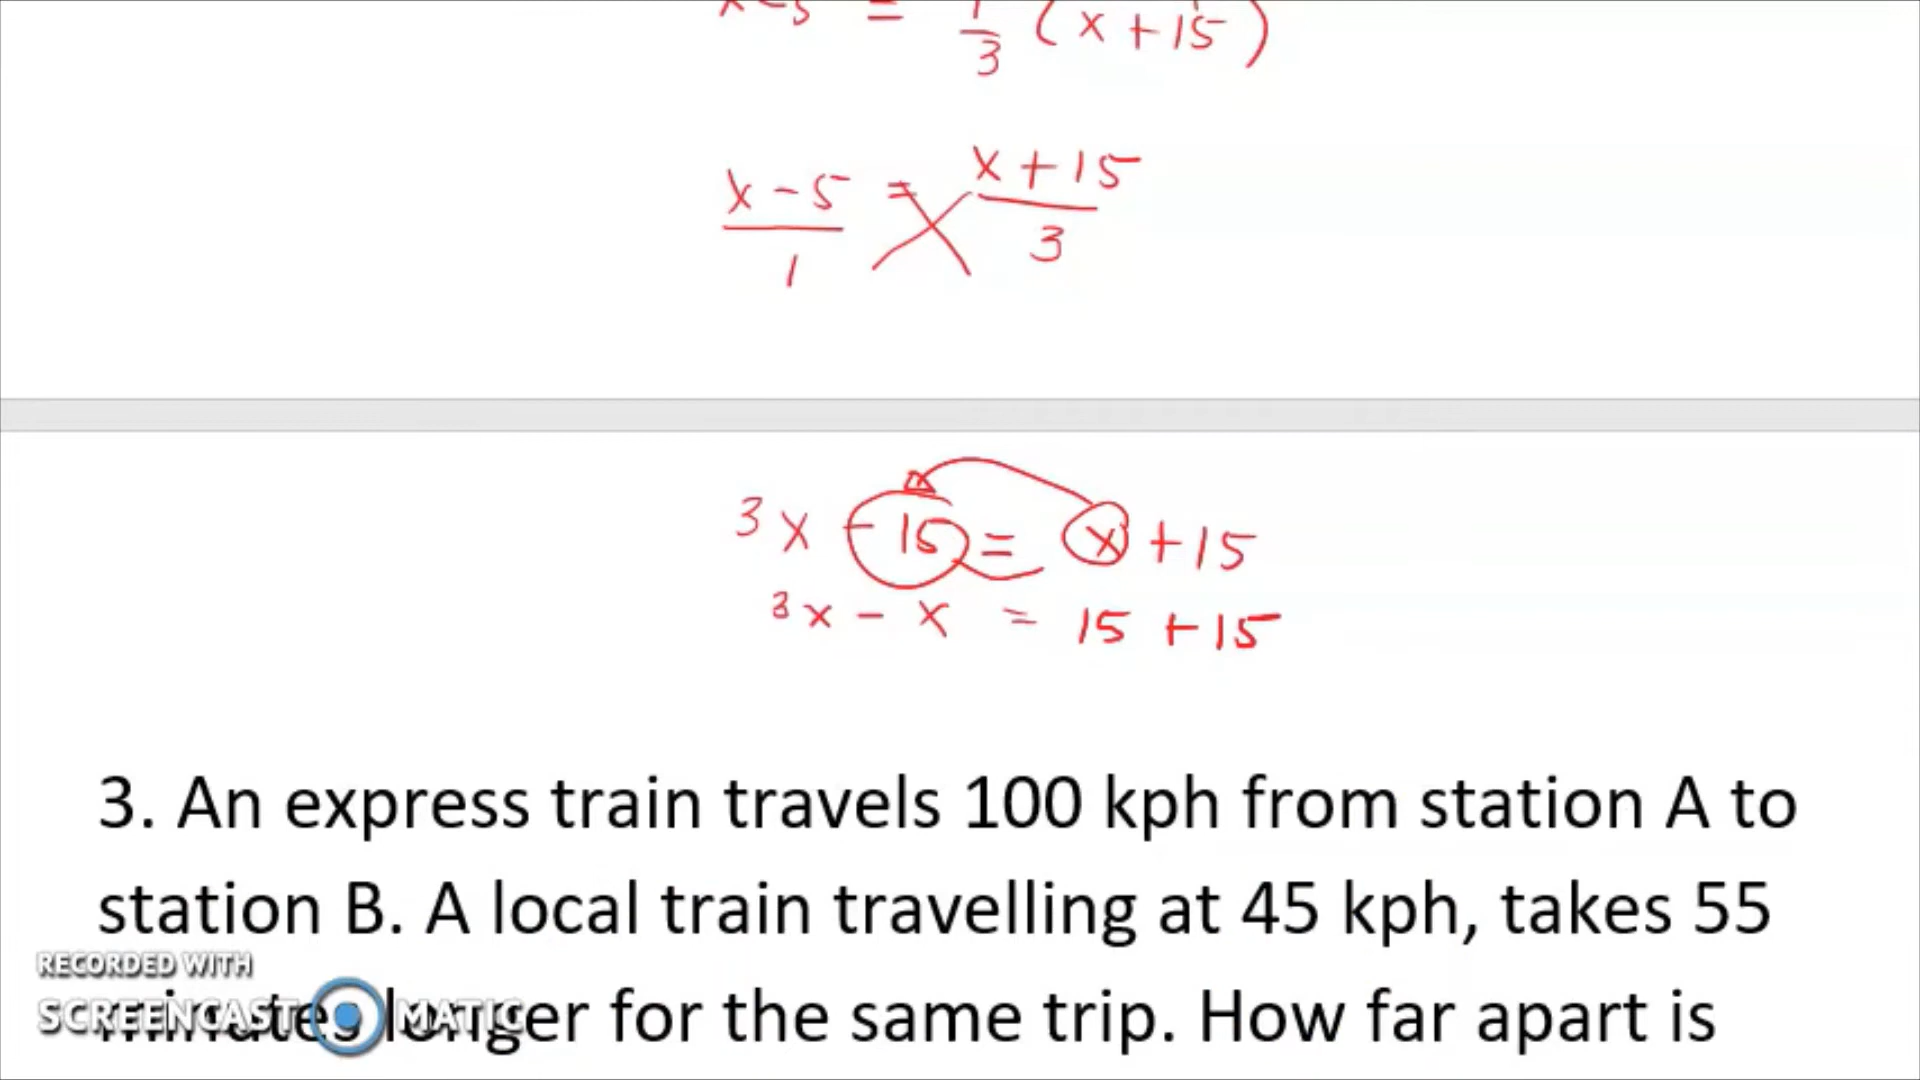 x - 5 = 1/3 (x + 15)
x - 5 = x + 15
1 3
3x - 15 = x + 15
3x - x = 15 + 15
3. An express train travels 100 kph from station A to
station B. A local train travelling at 45 kph, takes 55
minutes longer for the same trip. How far apart is
RECORDED WITH
SCREENCAST MATIC